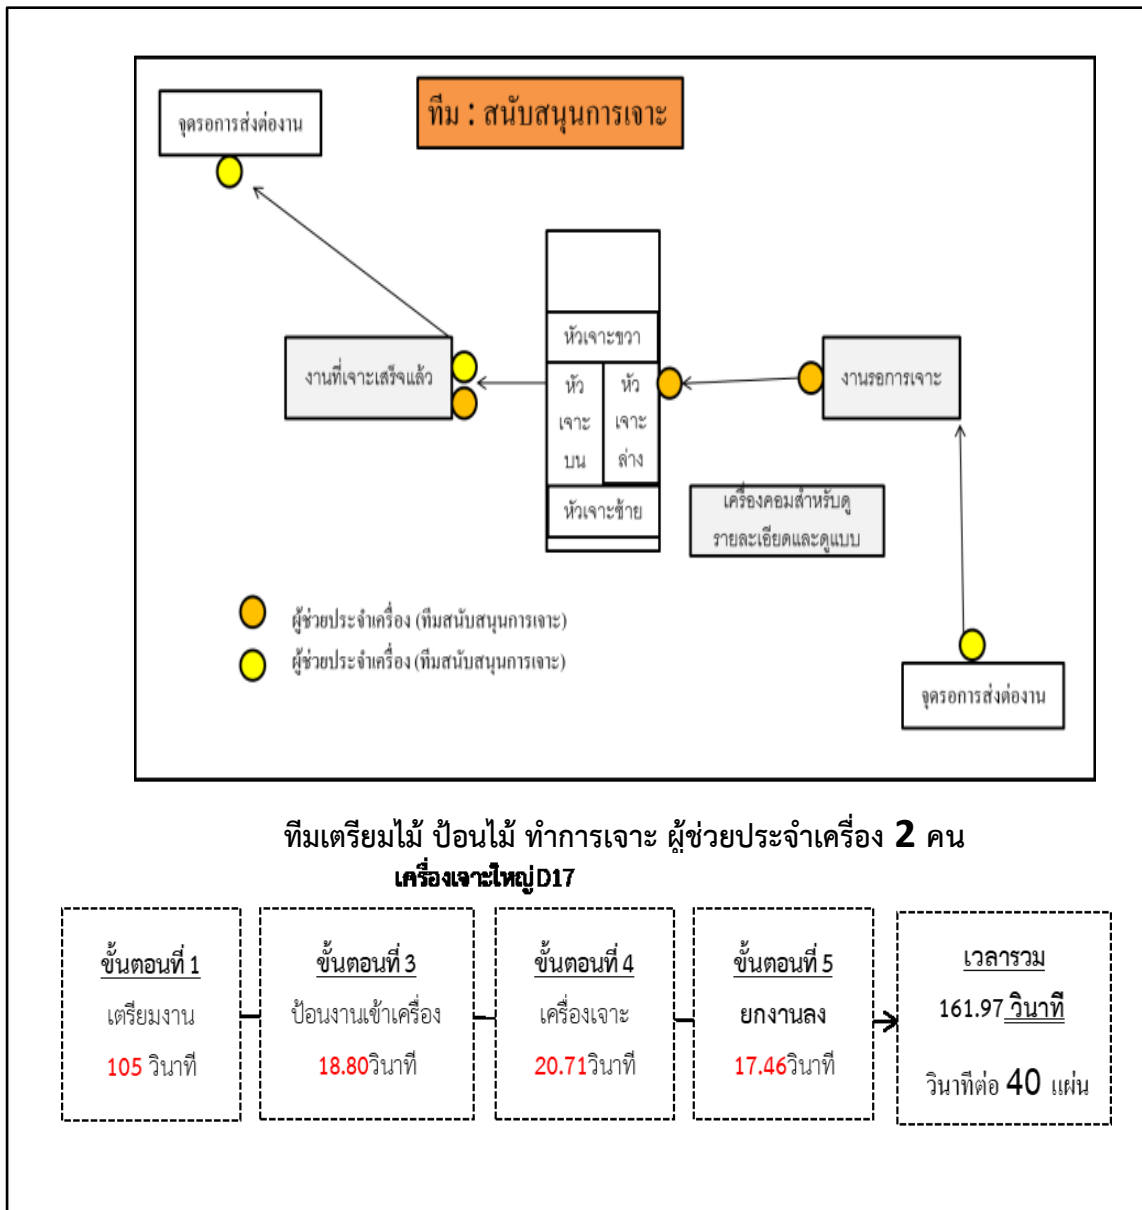 ทีม : สนับสนุนการเจาะ
จุดรอการส่งต่องาน
หัวเจาะขวา
งานที่เจาะเสร็จแล้ว
หัว
เจาะ
บน
หัว
เจาะ
ล่าง
งานรอการเจาะ
หัวเจาะซ้าย
เครื่องคอมสำหรับดู
รายละเอียดและดูแบบ
ผู้ช่วยประจำเครื่อง (ทีมสนับสนุนการเจาะ)
ผู้ช่วยประจำเครื่อง (ทีมสนับสนุนการเจาะ)
จุดรอการส่งต่องาน
ทีมเตรียมไม้ ป้อนไม้ ทำการเจาะ ผู้ช่วยประจำเครื่อง 2 คน
เครื่องเจาะใหญ่D17
ขั้นตอนที่ 1
เตรียมงาน
105 วินาที
ขั้นตอนที่ 3
ป้อนงานเข้าเครื่อง
18.80วินาที
ขั้นตอนที่ 4
เครื่องเจาะ
20.71วินาที
ขั้นตอนที่ 5
ยกงานลง
17.46วินาที
เวลารวม
161.97 วินาที
วินาทีต่อ 40 แผ่น